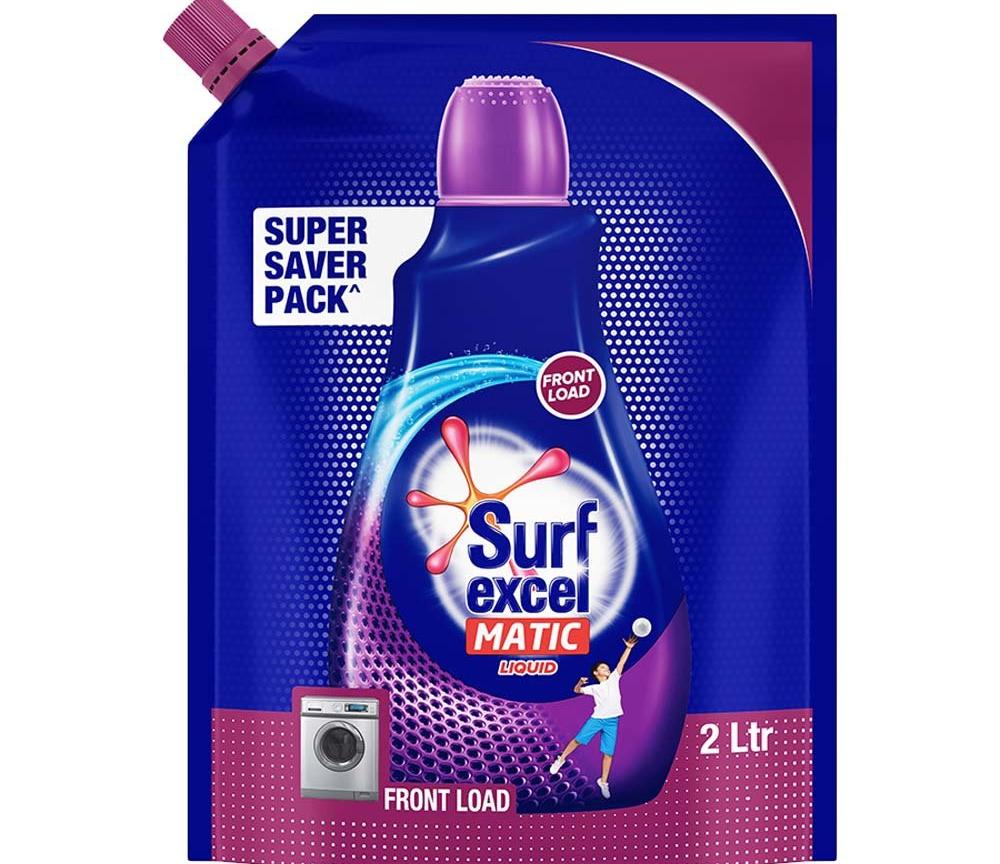 SUPER
SAVER
PACK^
FRONT
LOAD
Surf
excel
MATIC
LIQUID
2 Ltr
FRONT LOAD